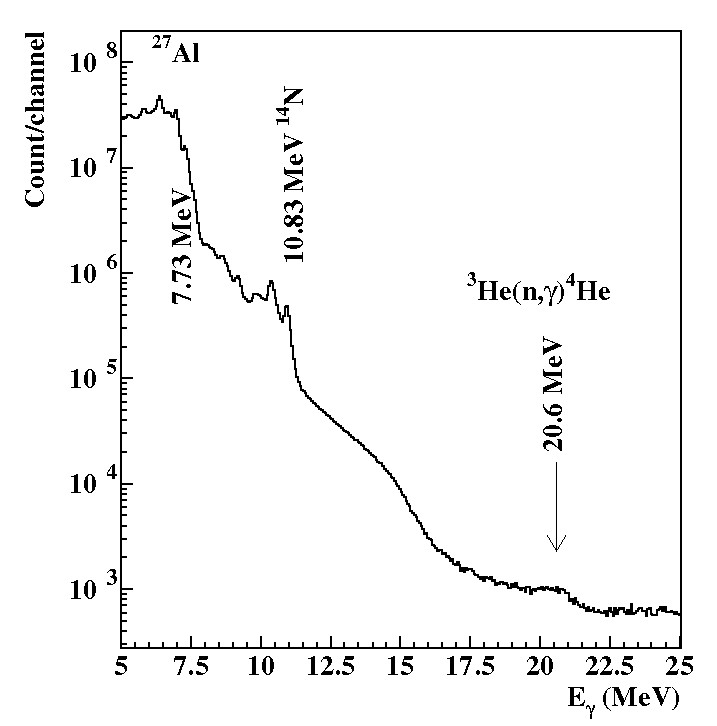 Count/channel
10⁸
10⁷
10⁶
10⁵
10⁴
10³
²⁷Al
7.73 MeV
10.83 MeV ¹⁴N
³He(n,γ)⁴He
20.6 MeV
5 7.5 10 12.5 15 17.5 20 22.5 25
Eᵧ (MeV)